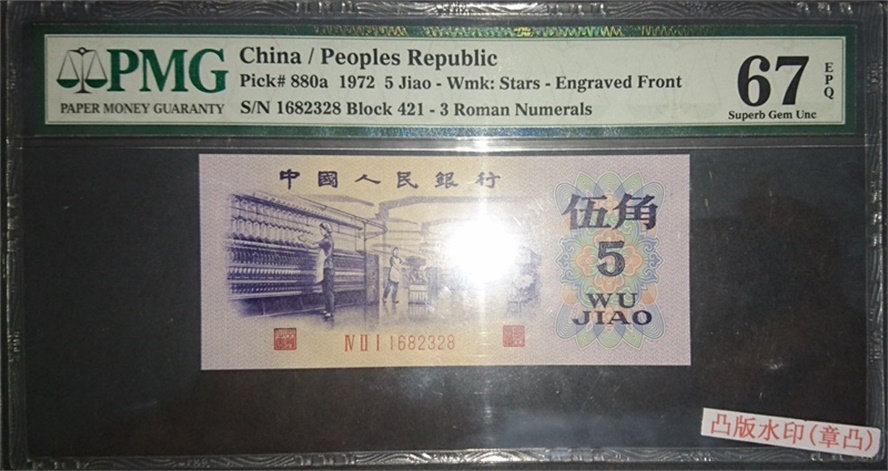 PMG
PAPER MONEY GUARANTY
China / Peoples Republic
Pick# 880a 1972 5 Jiao - Wmk: Stars - Engraved Front
S/N 1682328 Block 421 - 3 Roman Numerals
67
EPQ
Superb Gem Unc
中國人民銀行
伍角
5
WU
JIAO
Ⅳ Ⅱ Ⅰ 1682328
凸版水印(章凸)